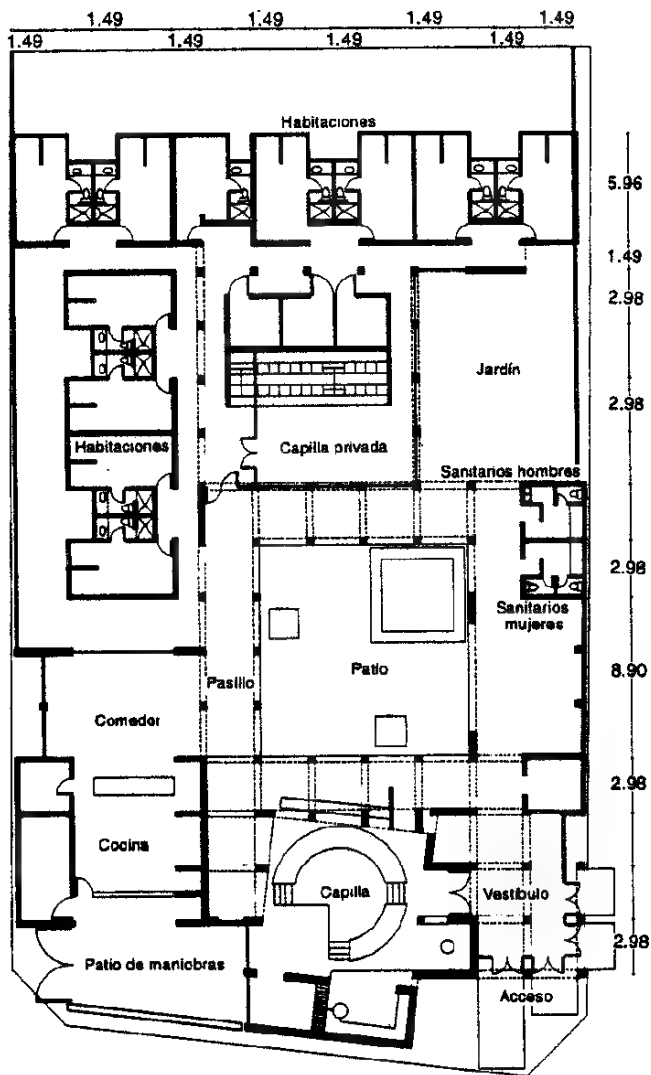 1.49 1.49 1.49 1.49
1.49 1.49 1.49 1.49
Habitaciones
5.96
1.49
2.98
Jardín
2.98
Habitaciones
Capilla privada
Sanitarios hombres
2.98
Sanitarios
mujeres
Pasillo
Patio
8.90
Comedor
2.98
Cocina
Capilla
Vestíbulo
2.98
Patio de maniobras
Acceso